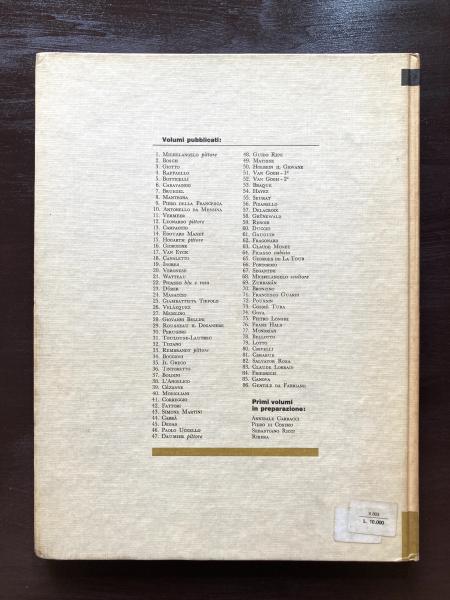 Volumi pubblicati:
1. Michelangelo pittore
2. Bosch
3. Giotto
4. Raffaello
5. Botticelli
6. Caravaggio
7. Bruegel
8. Mantegna
9. Piero della Francesca
10. Antonello da Messina
11. Vermeer
12. Leonardo pittore
13. Carpaccio
14. Edouard Manet
15. Hogarth pittore
16. Giorgione
17. Van Eyck
18. Canaletto
19. Ingres
20. Veronese
21. Watteau
22. Picasso blu e rosa
23. Dürer
24. Masaccio
25. Giambattista Tiepolo
26. Velázquez
27. Memling
28. Giovanni Bellini
29. Rousseau il Doganiere
30. Perugino
31. Toulouse-Lautrec
32. Tiziano
33. Rembrandt pittore
34. Boccioni
35. Il Greco
36. Tintoretto
37. Boldini
38. L'Angelico
39. Cézanne
40. Modigliani
41. Correggio
42. Fattori
43. Simone Martini
44. Carrà
45. Degas
46. Paolo Uccello
47. Daumier pittore
48. Guido Reni
49. Matisse
50. Holbein il Giovane
51. Van Gogh - 1°
52. Van Gogh - 2°
53. Braque
54. Hayez
55. Seurat
56. Pisanello
57. Delacroix
58. Grünewald
59. Renoir
60. Duccio
61. Gauguin
62. Fragonard
63. Claude Monet
64. Picasso cubista
65. Georges de La Tour
66. Pontormo
67. Segantini
68. Michelangelo scultore
69. Zurbarán
70. Bronzino
71. Francesco Guardi
72. Poussin
73. Cosmè Tura
74. Goya
75. Pietro Longhi
76. Frans Hals
77. Mondrian
78. Bellotto
79. Lotto
80. Crivelli
81. Cimabue
82. Salvator Rosa
83. Claude Lorrain
84. Friedrich
85. Canova
86. Gentile da Fabriano
Primi volumi
in preparazione:
Annibale Carracci
Piero di Cosimo
Sebastiano Ricci
Ribera
L. 10.000